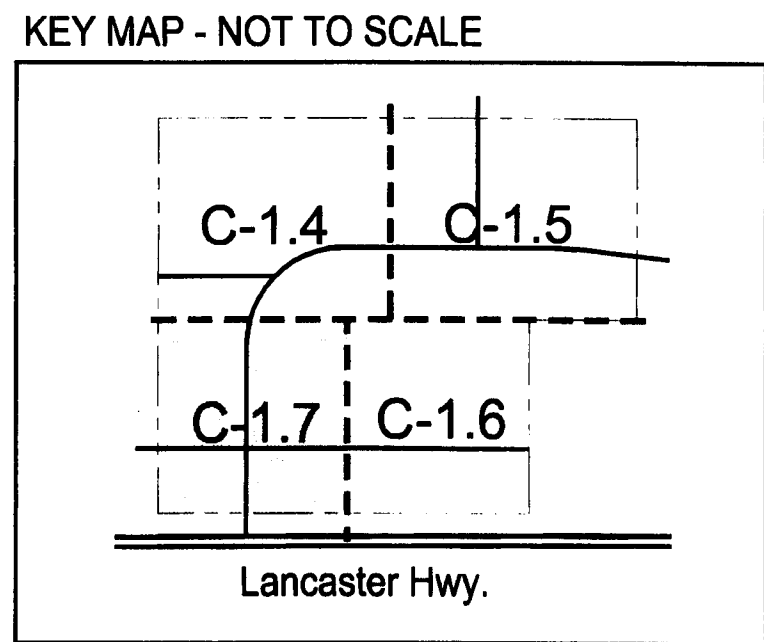 KEY MAP - NOT TO SCALE
C-1.4
C-1.5
C-1.7
C-1.6
Lancaster Hwy.